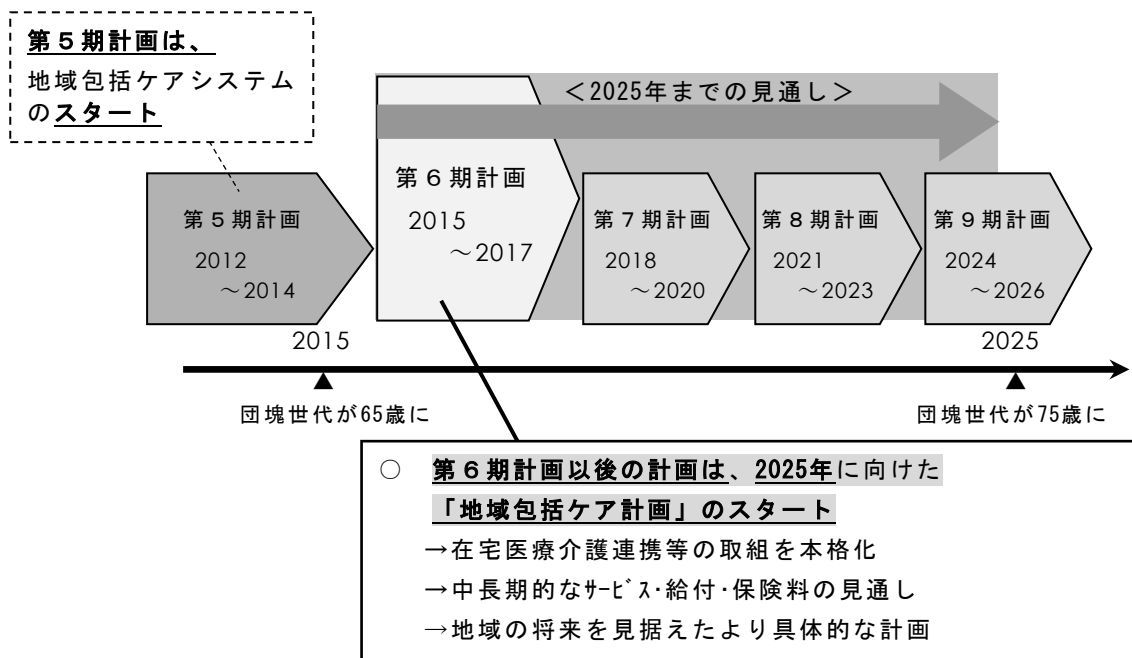 第５期計画は、
地域包括ケアシステム
のスタート
＜2025年までの見通し＞
第５期計画
2012
～2014
第６期計画
2015
～2017
第７期計画
2018
～2020
第８期計画
2021
～2023
第９期計画
2024
～2026
2015
2025
▲
▲
団塊世代が65歳に
団塊世代が75歳に
○ 第６期計画以後の計画は、2025年に向けた
「地域包括ケア計画」のスタート
→在宅医療介護連携等の取組を本格化
→中長期的なｻｰﾋﾞｽ･給付･保険料の見通し
→地域の将来を見据えたより具体的な計画